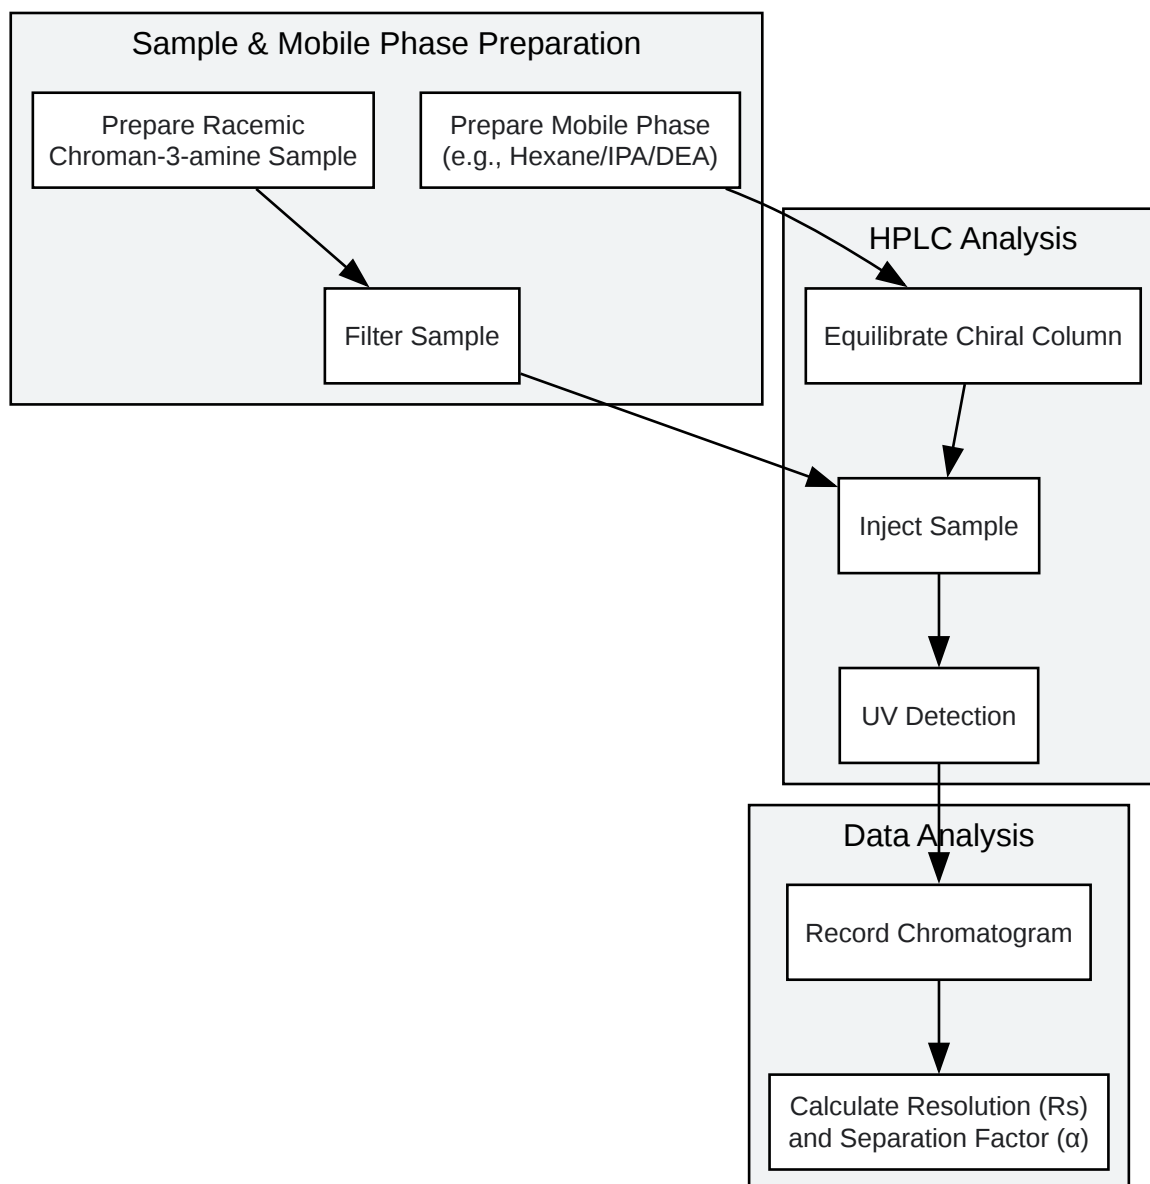 Sample & Mobile Phase Preparation
Prepare Racemic
Chroman-3-amine Sample
Prepare Mobile Phase
(e.g., Hexane/IPA/DEA)
Filter Sample
HPLC Analysis
Equilibrate Chiral Column
Inject Sample
UV Detection
Data Analysis
Record Chromatogram
Calculate Resolution (Rs)
and Separation Factor (α)